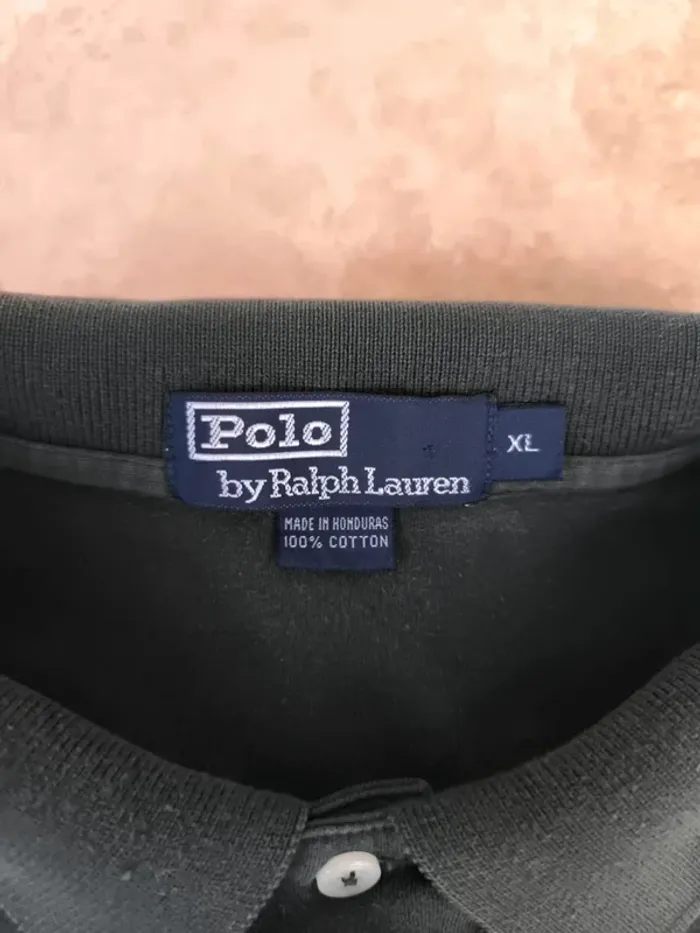 Polo
by Ralph Lauren
XL
MADE IN HONDURAS
100% COTTON